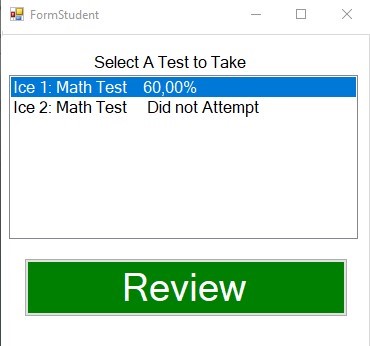 FormStudent
Select A Test to Take
Ice 1: Math Test 60,00%
Ice 2: Math Test Did not Attempt
Review